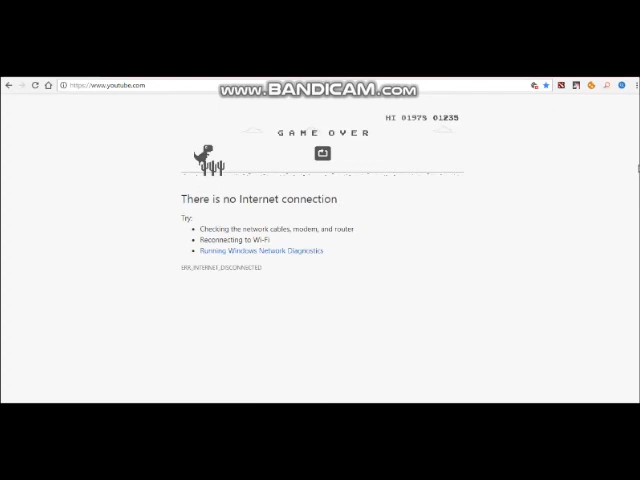 https://www.youtube.com
www.BANDICAM.com
HI 01978 01235
GAME OVER
There is no Internet connection
Try:
Checking the network cables, modem, and router
Reconnecting to Wi-Fi
Running Windows Network Diagnostics
ERR_INTERNET_DISCONNECTED